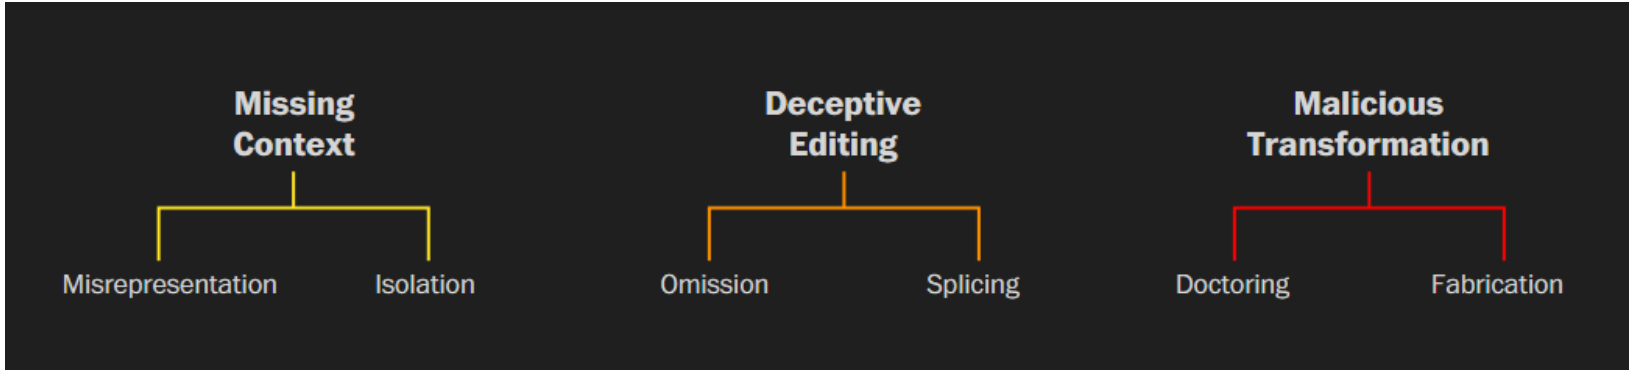 Missing
Context
Deceptive
Editing
Malicious
Transformation
Misrepresentation
Isolation
Omission
Splicing
Doctoring
Fabrication